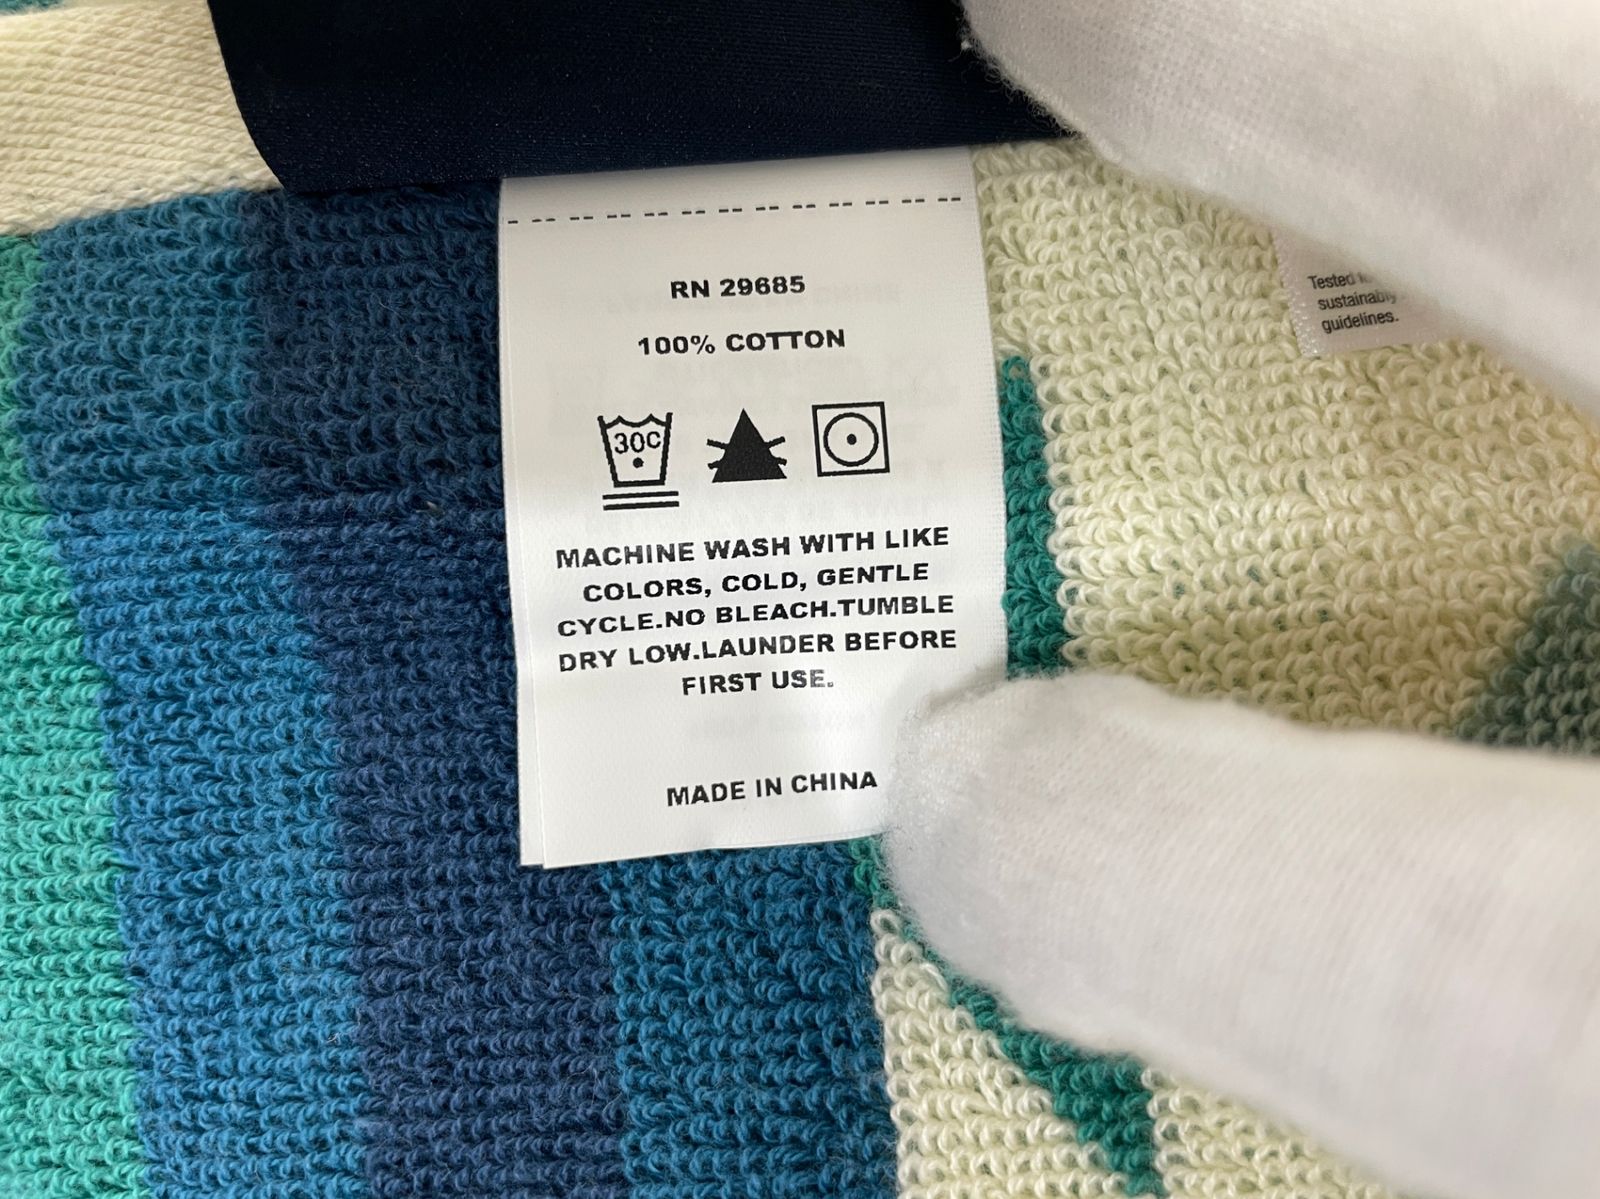 RN 29685
100% COTTON
30C
MACHINE WASH WITH LIKE
COLORS, COLD, GENTLE
CYCLE.NO BLEACH.TUMBLE
DRY LOW.LAUNDER BEFORE
FIRST USE.
MADE IN CHINA
Tested
sustainably
guidelines.